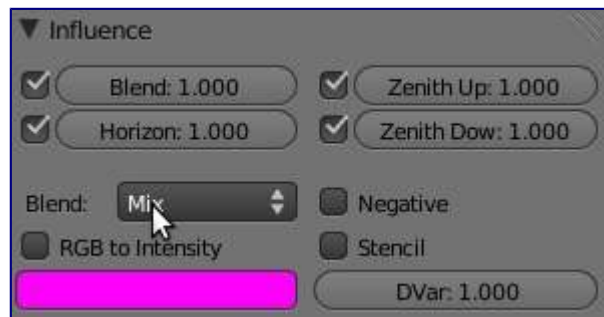 Influence
Blend: 1.000 Zenith Up: 1.000
Horizon: 1.000 Zenith Dow: 1.000
Blend: Mix Negative
RGB to Intensity Stencil
DVar: 1.000